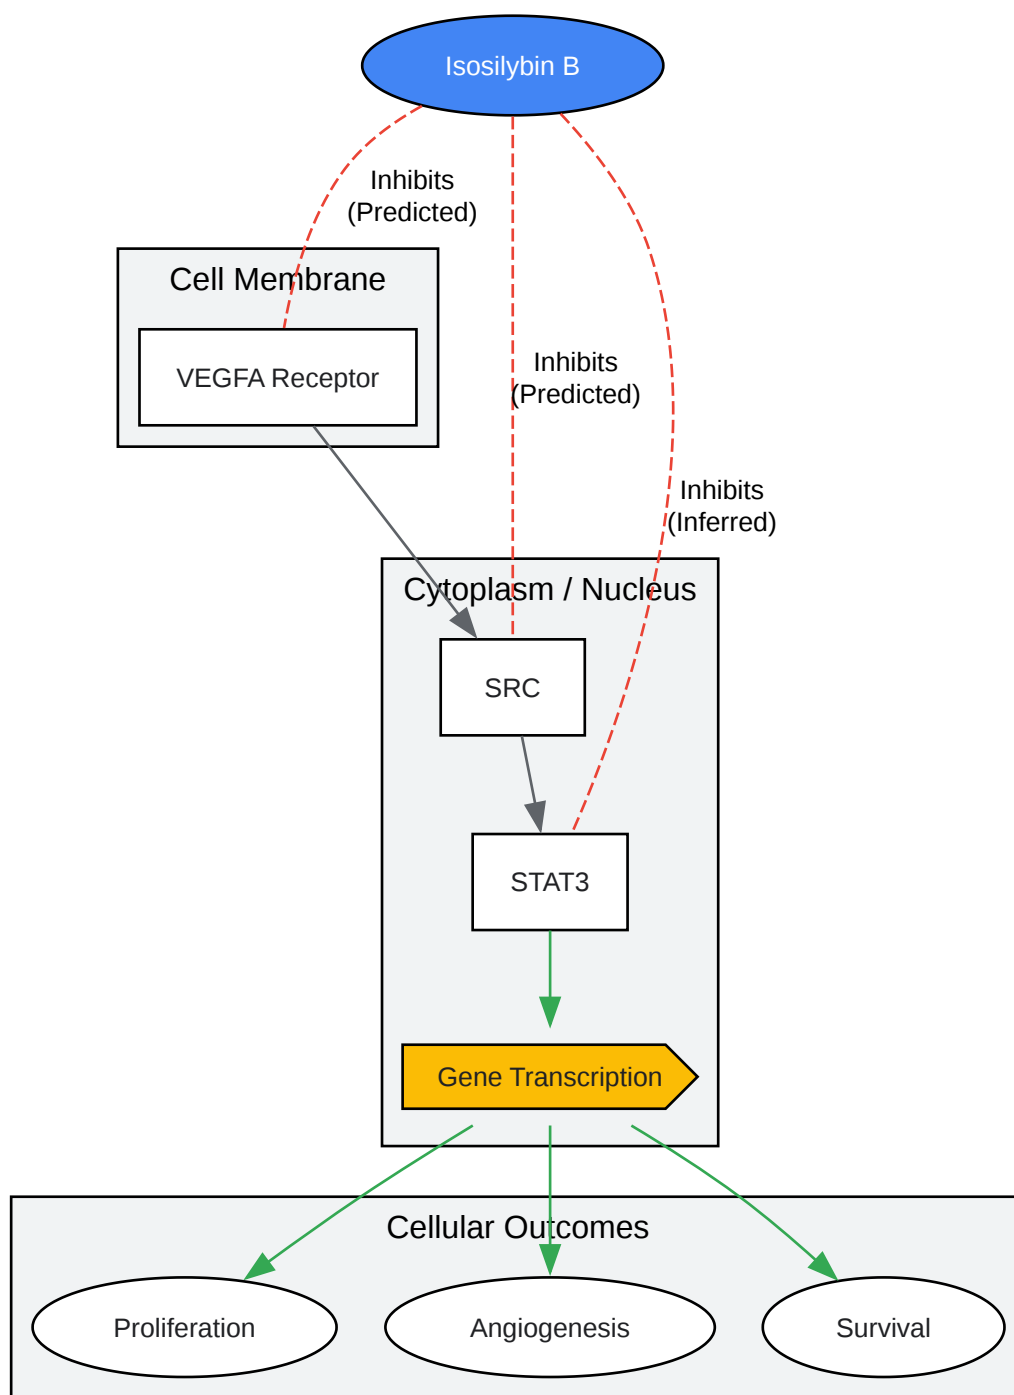 Isosilybin B
Inhibits
(Predicted)
Cell Membrane
VEGFA Receptor
Inhibits
(Predicted)
Inhibits
(Inferred)
Cytoplasm / Nucleus
SRC
STAT3
Gene Transcription
Cellular Outcomes
Proliferation
Angiogenesis
Survival